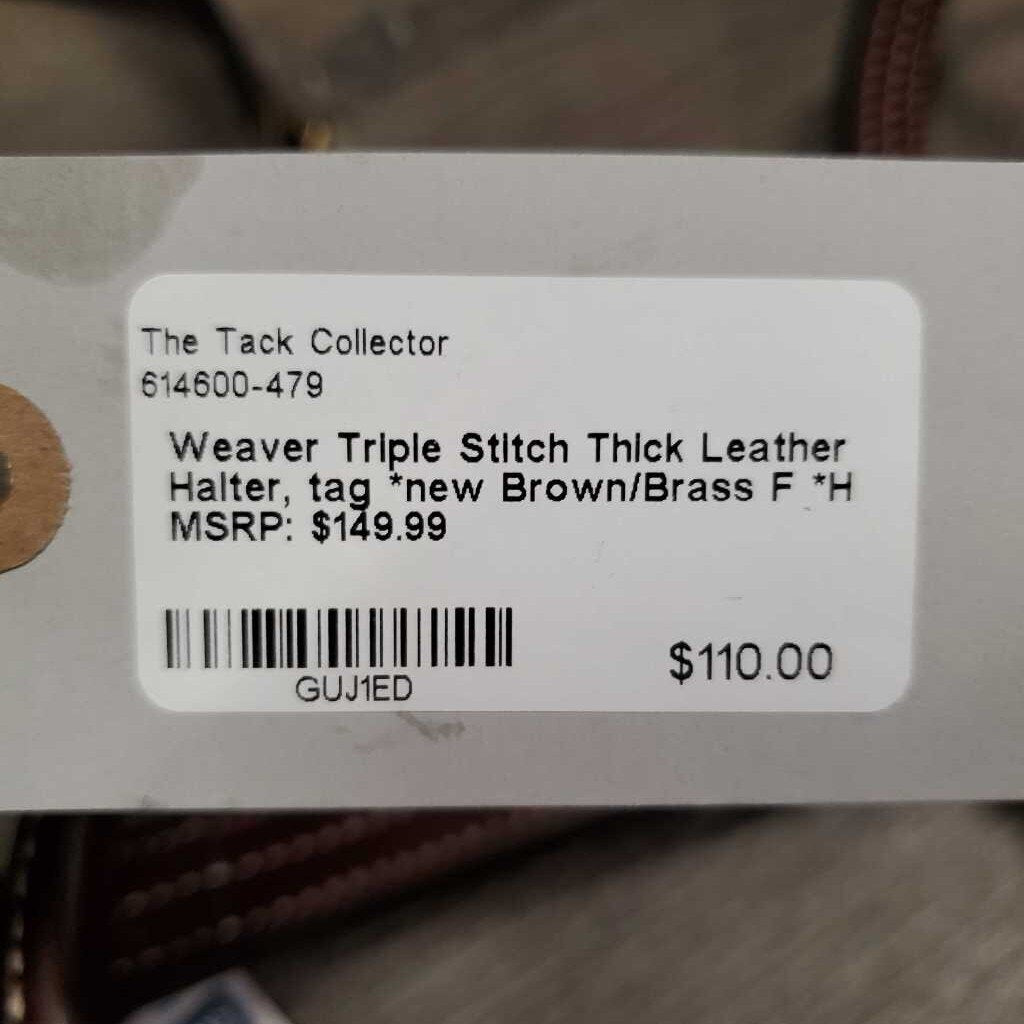 The Tack Collector
614600-479
Weaver Triple Stitch Thick Leather
Halter, tag *new Brown/Brass F *H
MSRP: $149.99
GUJ1ED
$110.00